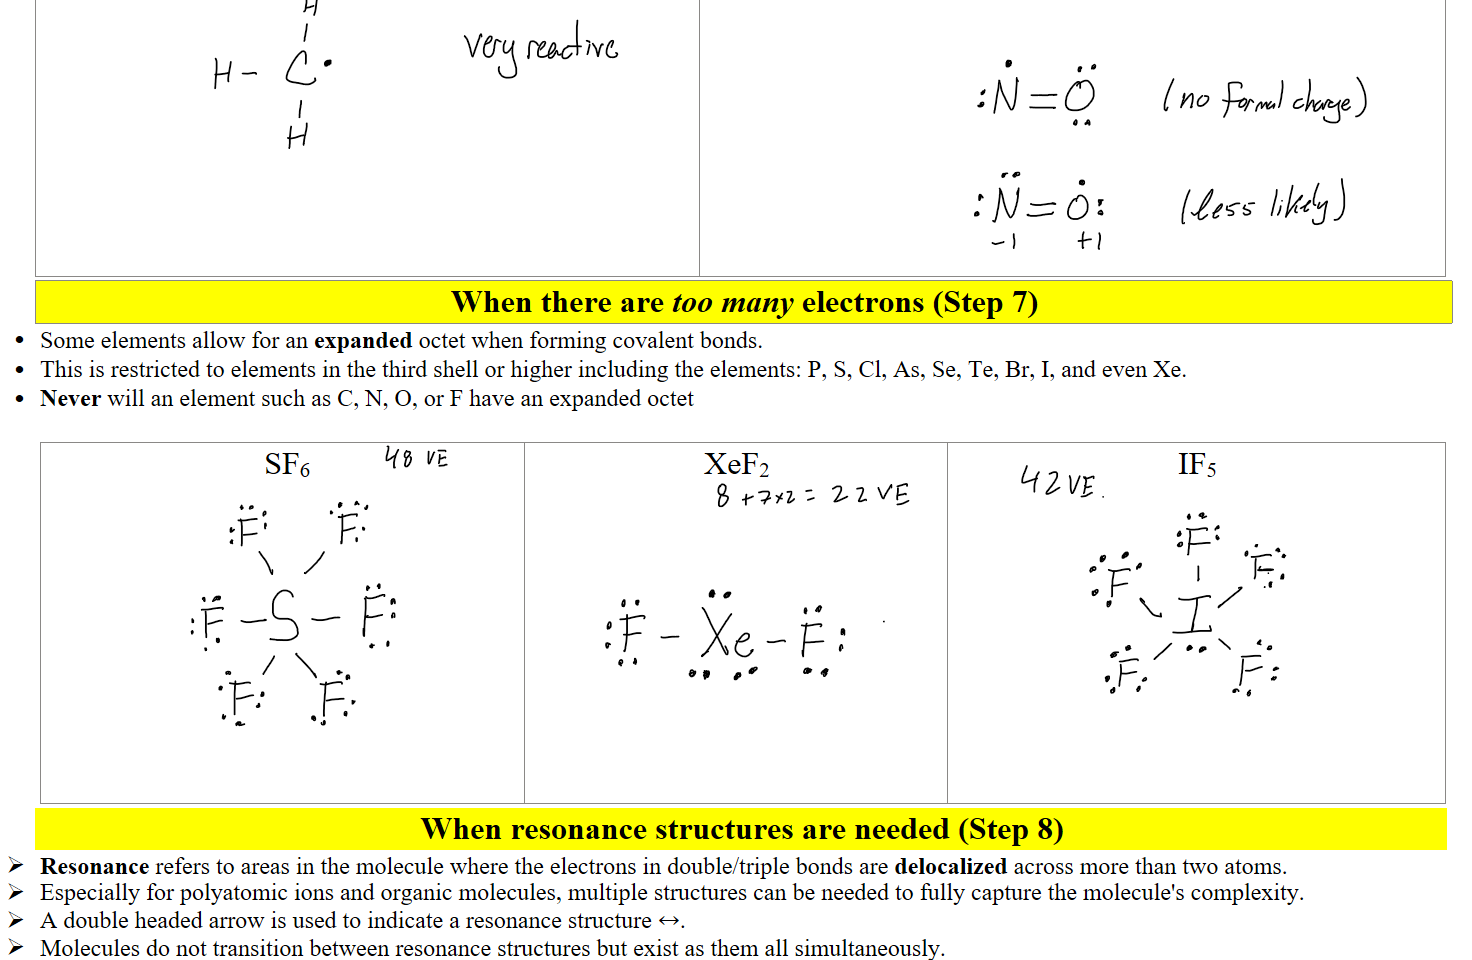 H
H - C •
H
very reactive
:N=O (no formal charge)
:N=O: (less likely)
-1 +1
When there are too many electrons (Step 7)
• Some elements allow for an expanded octet when forming covalent bonds.
• This is restricted to elements in the third shell or higher including the elements: P, S, Cl, As, Se, Te, Br, I, and even Xe.
• Never will an element such as C, N, O, or F have an expanded octet
SF₆ 48 VE
F F
F - S - F
F F
XeF₂
8 + 7×2 = 22 VE
:F - Xe - F:
IF₅
42 VE.
F
F F
I
F F
When resonance structures are needed (Step 8)
➢ Resonance refers to areas in the molecule where the electrons in double/triple bonds are delocalized across more than two atoms.
➢ Especially for polyatomic ions and organic molecules, multiple structures can be needed to fully capture the molecule's complexity.
➢ A double headed arrow is used to indicate a resonance structure ↔.
➢ Molecules do not transition between resonance structures but exist as them all simultaneously.